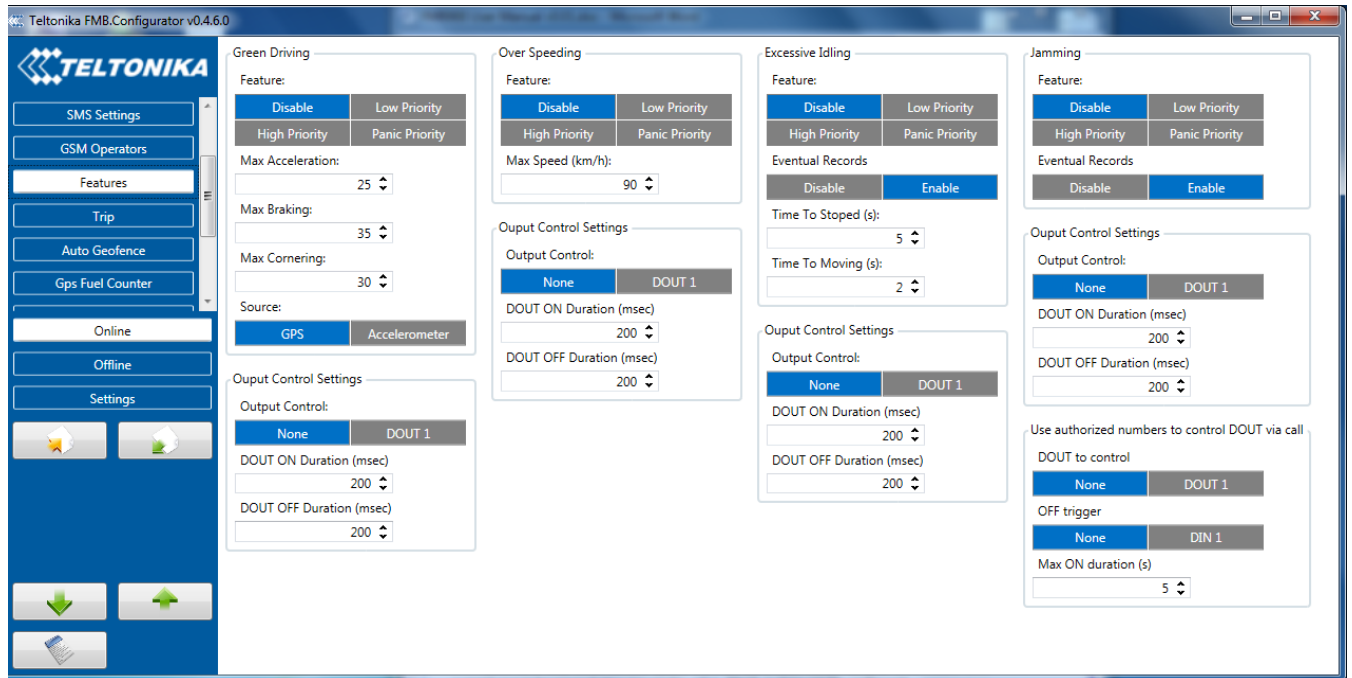 Teltonika FMB.Configurator v0.4.6.0
TELTONIKA
SMS Settings
GSM Operators
Features
Trip
Auto Geofence
Gps Fuel Counter
Online
Offline
Settings
Green Driving
Feature:
Disable Low Priority
High Priority Panic Priority
Max Acceleration:
25
Max Braking:
35
Max Cornering:
30
Source:
GPS Accelerometer
Ouput Control Settings
Output Control:
None DOUT 1
DOUT ON Duration (msec)
200
DOUT OFF Duration (msec)
200
Over Speeding
Feature:
Disable Low Priority
High Priority Panic Priority
Max Speed (km/h):
90
Ouput Control Settings
Output Control:
None DOUT 1
DOUT ON Duration (msec)
200
DOUT OFF Duration (msec)
200
Excessive Idling
Feature:
Disable Low Priority
High Priority Panic Priority
Eventual Records
Disable Enable
Time To Stoped (s):
5
Time To Moving (s):
2
Ouput Control Settings
Output Control:
None DOUT 1
DOUT ON Duration (msec)
200
DOUT OFF Duration (msec)
200
Jamming
Feature:
Disable Low Priority
High Priority Panic Priority
Eventual Records
Disable Enable
Ouput Control Settings
Output Control:
None DOUT 1
DOUT ON Duration (msec)
200
DOUT OFF Duration (msec)
200
Use authorized numbers to control DOUT via call
DOUT to control
None DOUT 1
OFF trigger
None DIN 1
Max ON duration (s)
5